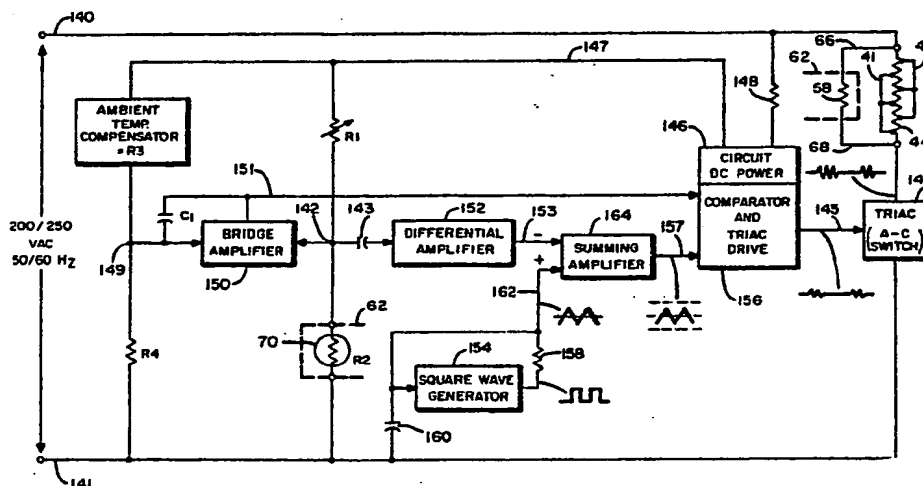 140
147
66
62
41
4
148
58
AMBIENT
TEMP.
COMPENSATOR
= R3
R1
146
68
44
CIRCUIT
DC POWER
151
C1
142
143
152
153
164
157
COMPARATOR
AND
TRIAC
DRIVE
145
14
TRIAC
(A-C
SWITCH)
200/250
VAC
50/60 Hz
149
BRIDGE
AMPLIFIER
150
DIFFERENTIAL
AMPLIFIER
−
+
SUMMING
AMPLIFIER
156
162
62
70
R2
R4
154
158
SQUARE WAVE
GENERATOR
160
141